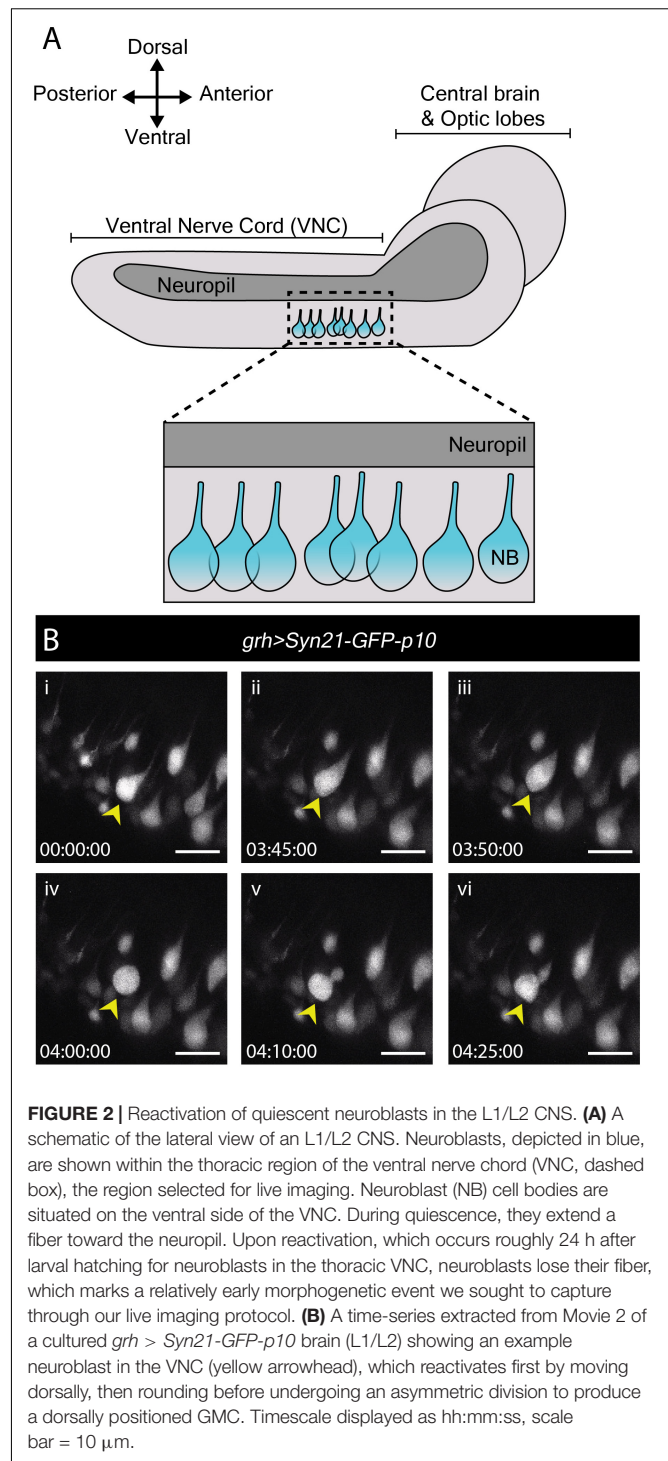 A
Dorsal
Posterior
Anterior
Ventral
Central brain
& Optic lobes
Ventral Nerve Cord (VNC)
Neuropil
Neuropil
NB
B
grh>Syn21-GFP-p10
i
ii
iii
00:00:00
03:45:00
03:50:00
iv
v
vi
04:00:00
04:10:00
04:25:00
FIGURE 2 | Reactivation of quiescent neuroblasts in the L1/L2 CNS. (A) A
schematic of the lateral view of an L1/L2 CNS. Neuroblasts, depicted in blue,
are shown within the thoracic region of the ventral nerve chord (VNC, dashed
box), the region selected for live imaging. Neuroblast (NB) cell bodies are
situated on the ventral side of the VNC. During quiescence, they extend a
fiber toward the neuropil. Upon reactivation, which occurs roughly 24 h after
larval hatching for neuroblasts in the thoracic VNC, neuroblasts lose their fiber,
which marks a relatively early morphogenetic event we sought to capture
through our live imaging protocol. (B) A time-series extracted from Movie 2 of
a cultured grh > Syn21-GFP-p10 brain (L1/L2) showing an example
neuroblast in the VNC (yellow arrowhead), which reactivates first by moving
dorsally, then rounding before undergoing an asymmetric division to produce
a dorsally positioned GMC. Timescale displayed as hh:mm:ss, scale
bar = 10 μm.